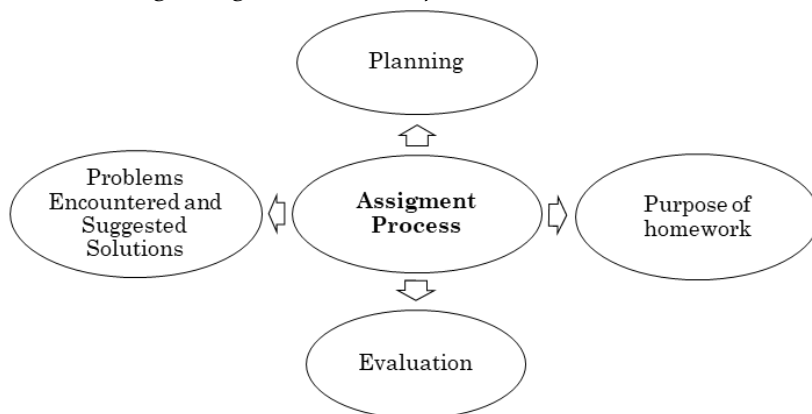 Planning
Problems
Encountered and
Suggested
Solutions
Assigment
Process
Purpose of
homework
Evaluation